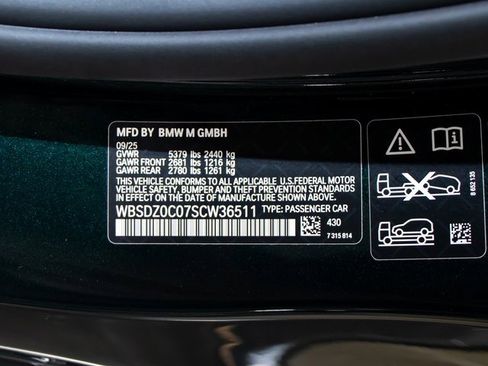 MFD BY BMW M GMBH
09/25
GVWR 5379 lbs 2440 kg
GAWR FRONT 2681 lbs 1216 kg
GAWR REAR 2780 lbs 1261 kg
THIS VEHICLE CONFORMS TO ALL APPLICABLE U.S.FEDERAL MOTOR
VEHICLE SAFETY, BUMPER AND THEFT PREVENTION STANDARDS
IN EFFECT ON THE DATE OF MANUFACTURE SHOWN ABOVE.
WBSDZ0C07SCW36511 TYPE: PASSENGER CAR
430
7 315 814
8 652 135